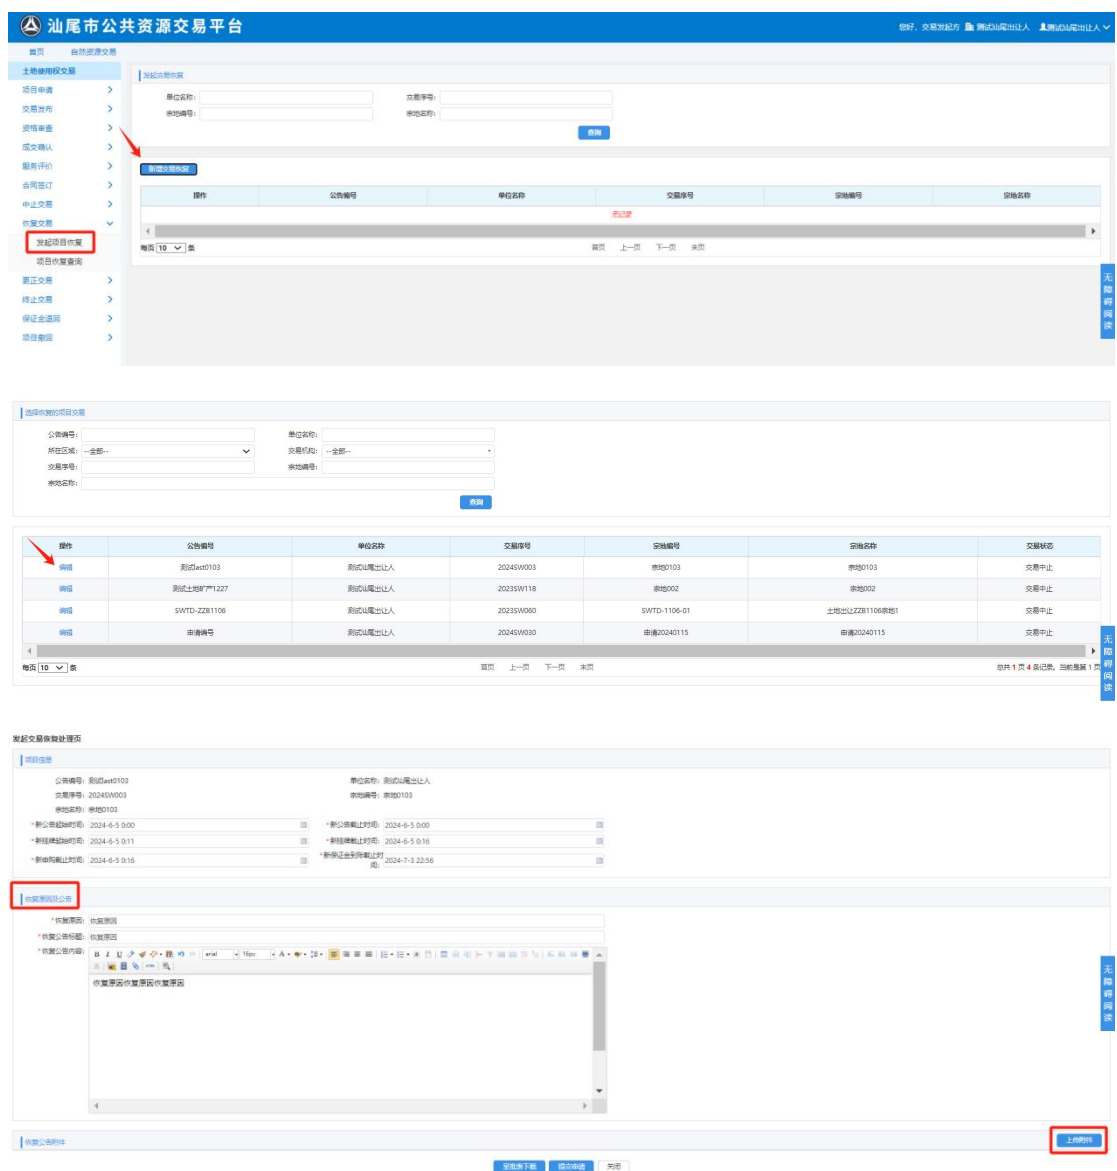 汕尾市公共资源交易平台
您好，交易发起方 测试汕尾出让人 测试汕尾出让人
首页 自然资源交易
土地使用权交易
项目申请
交易发布
资格审查
成交确认
服务评价
合同签订
中止交易
恢复交易
发起项目恢复
项目恢复查询
更正交易
终止交易
保证金退回
项目撤回
发起交易恢复
单位名称: 交易序号:
宗地编号: 宗地名称:
查询
新增交易恢复
操作 公告编号 单位名称 交易序号 宗地编号 宗地名称
无记录
每页 10 条 首页 上一页 下一页 末页
无障碍阅读
选择恢复的项目交易
公告编号: 单位名称:
所在区域: --全部-- 交易机构: --全部--
交易序号: 宗地编号:
宗地名称:
查询
操作 公告编号 单位名称 交易序号 宗地编号 宗地名称 交易状态
编辑 测试last0103 测试汕尾出让人 2024SW003 宗地0103 宗地0103 交易中止
编辑 测试土地矿产1227 测试汕尾出让人 2023SW118 宗地002 宗地002 交易中止
编辑 SWTD-ZZB1106 测试汕尾出让人 2023SW060 SWTD-1106-01 土地出让ZZB1106宗地1 交易中止
编辑 申请编号 测试汕尾出让人 2024SW030 申请20240115 申请20240115 交易中止
每页 10 条 首页 上一页 下一页 末页 总共 1 页 4 条记录，当前是第 1 页
无障碍阅读
发起交易恢复处理页
项目信息
公告编号: 测试last0103 单位名称: 测试汕尾出让人
交易序号: 2024SW003 宗地编号: 宗地0103
宗地名称: 宗地0103
*新公告起始时间: 2024-6-5 0:00 *新公告截止时间: 2024-6-5 0:00
*新挂牌起始时间: 2024-6-5 0:11 *新挂牌截止时间: 2024-6-5 0:16
*新申购截止时间: 2024-6-5 0:16 *新保证金到账截止时间: 2024-7-3 22:56
恢复原因及公告
*恢复原因: 恢复原因
*恢复公告标题: 恢复原因
*恢复公告内容:
arial 16px
恢复原因恢复原因恢复原因
无障碍阅读
恢复公告附件 上传附件
呈批表下载 提交申请 关闭